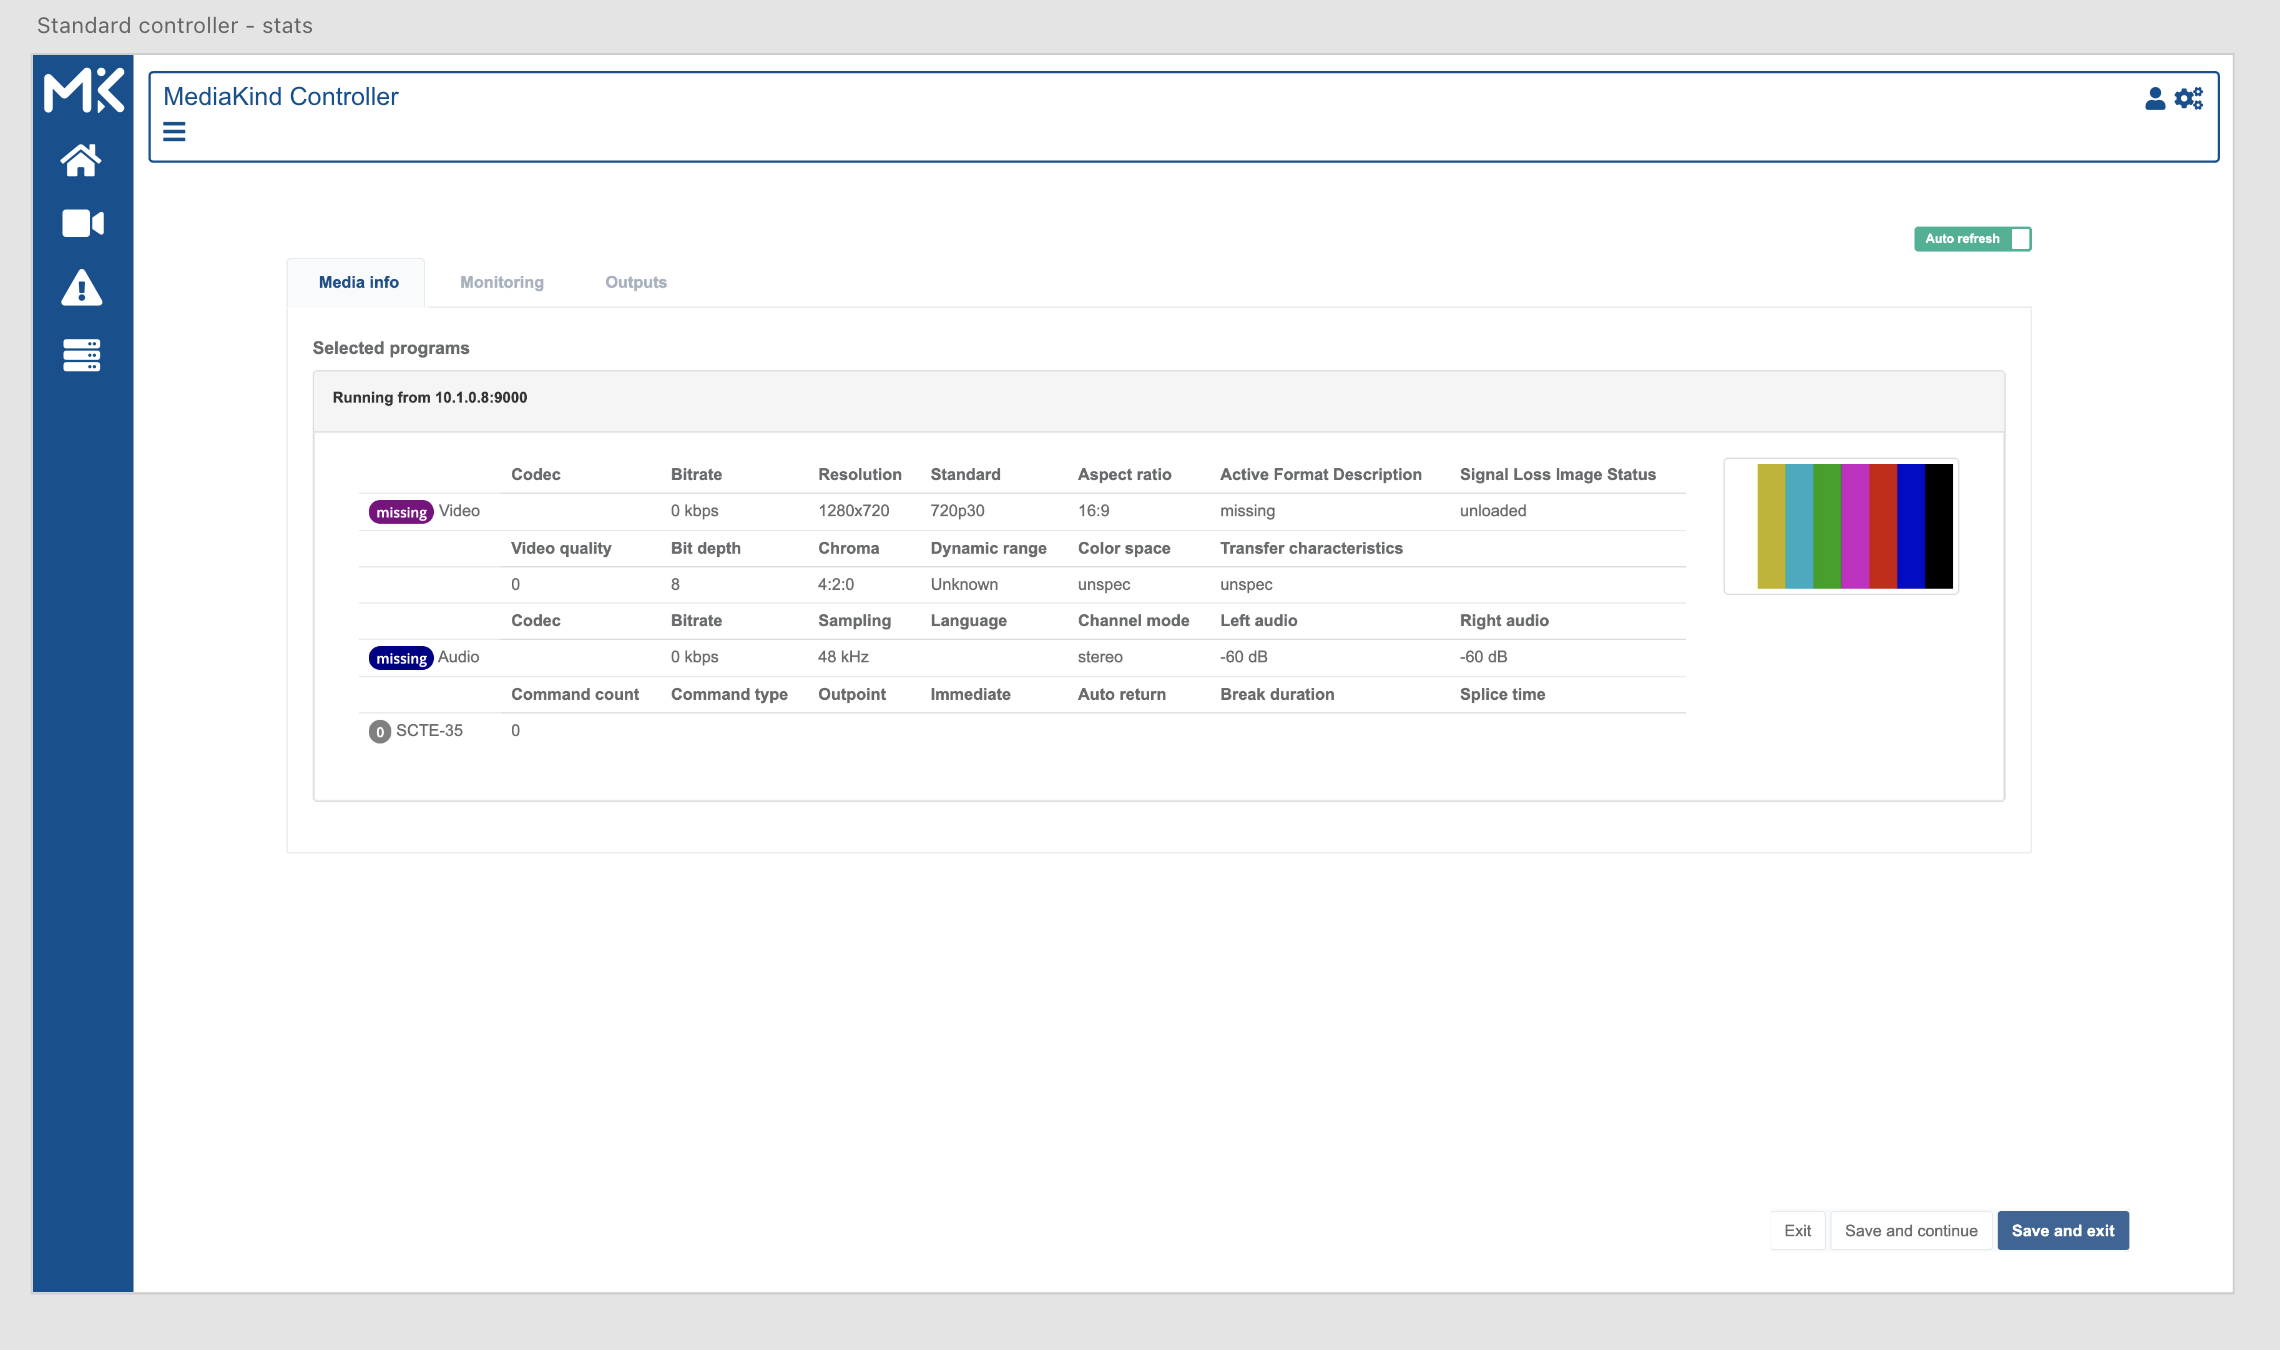 Standard controller - stats
MK
MediaKind Controller
Auto refresh
Media info Monitoring Outputs
Selected programs
Running from 10.1.0.8:9000
Codec Bitrate Resolution Standard Aspect ratio Active Format Description Signal Loss Image Status
missing Video 0 kbps 1280x720 720p30 16:9 missing unloaded
Video quality Bit depth Chroma Dynamic range Color space Transfer characteristics
0 8 4:2:0 Unknown unspec unspec
Codec Bitrate Sampling Language Channel mode Left audio Right audio
missing Audio 0 kbps 48 kHz stereo -60 dB -60 dB
Command count Command type Outpoint Immediate Auto return Break duration Splice time
0 SCTE-35 0
Exit Save and continue Save and exit